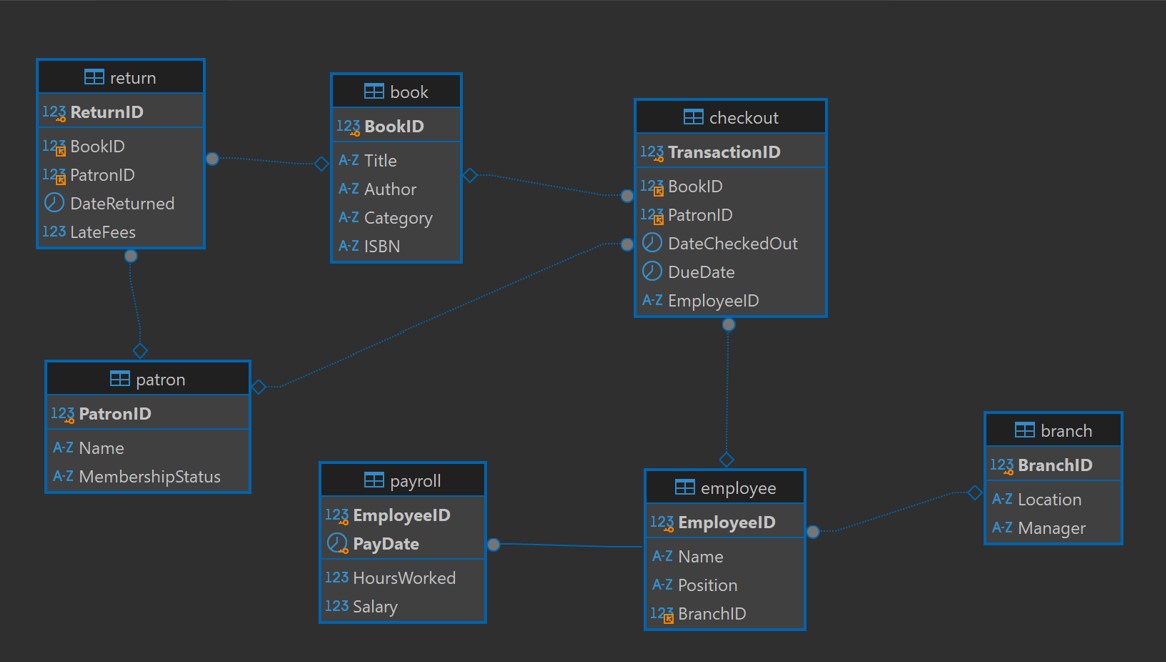 return
123 ReturnID
123 BookID
123 PatronID
DateReturned
123 LateFees
book
123 BookID
A-Z Title
A-Z Author
A-Z Category
A-Z ISBN
checkout
123 TransactionID
123 BookID
123 PatronID
DateCheckedOut
DueDate
A-Z EmployeeID
patron
123 PatronID
A-Z Name
A-Z MembershipStatus
payroll
123 EmployeeID
PayDate
123 HoursWorked
123 Salary
employee
123 EmployeeID
A-Z Name
A-Z Position
123 BranchID
branch
123 BranchID
A-Z Location
A-Z Manager